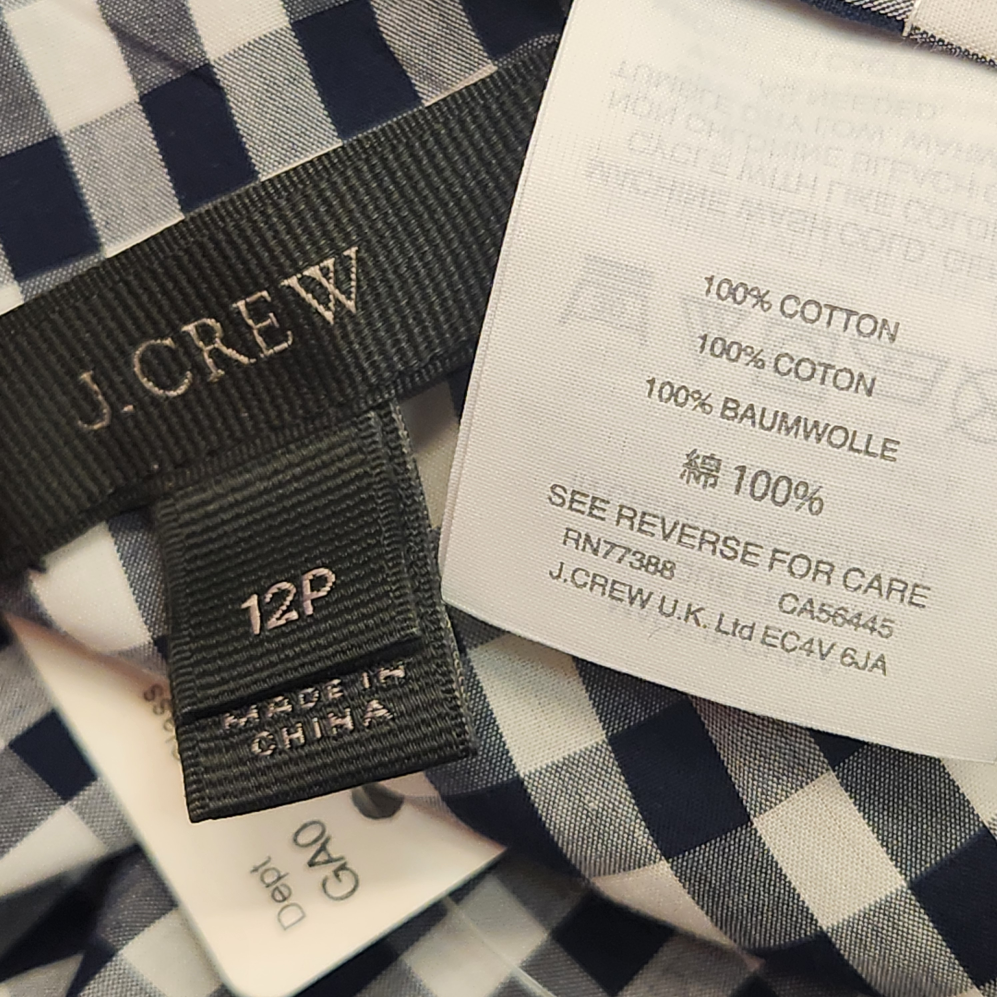 J.CREW
12P
MADE IN
CHINA
100% COTTON
100% COTON
100% BAUMWOLLE
綿 100%
SEE REVERSE FOR CARE
RN77388 CA56445
J.CREW U.K. Ltd EC4V 6JA
Class
Dept
GA0